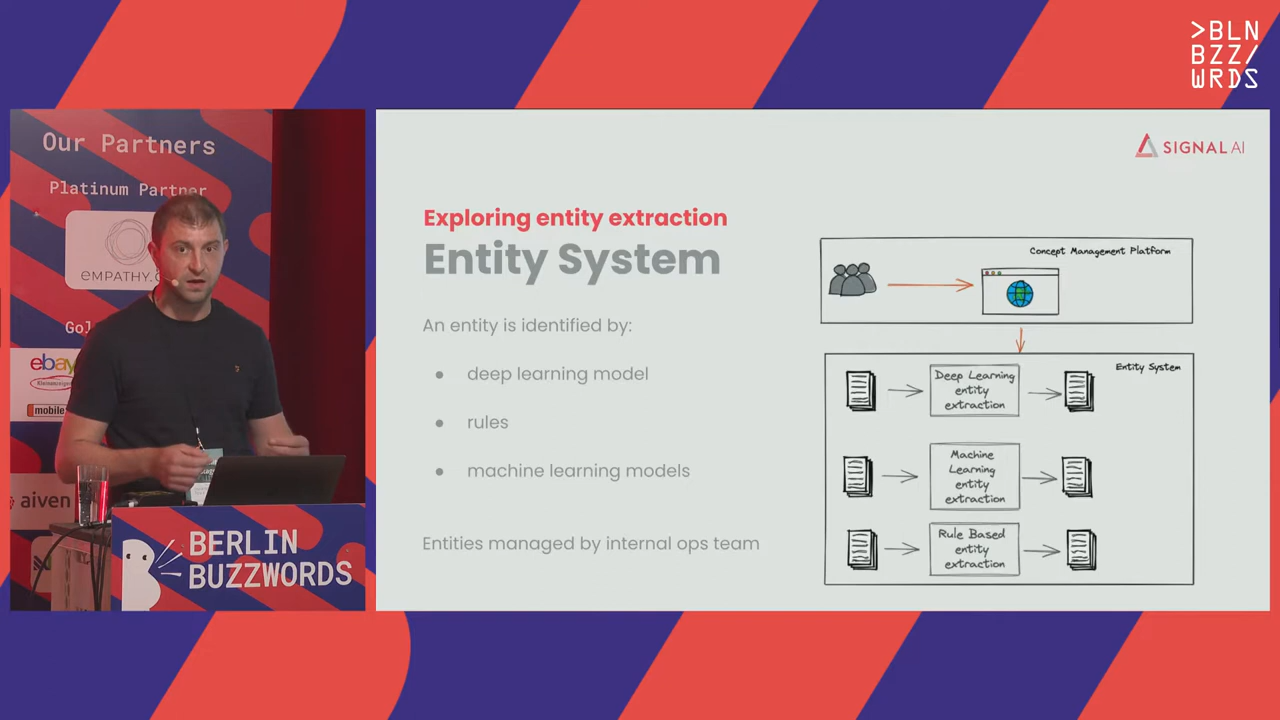 >BLN
BZZ/
WRDS
Our Partners
Platinum Partner
EMPATHY.
Gol
ebay
Kleinanzeigen
mobile
aiven
BERLIN
BUZZWORDS
SIGNAL AI
Exploring entity extraction
Entity System
An entity is identified by:
● deep learning model
● rules
● machine learning models
Entities managed by internal ops team
Concept Management Platform
Entity System
Deep Learning
entity
extraction
Machine
Learning
entity
extraction
Rule Based
entity
extraction